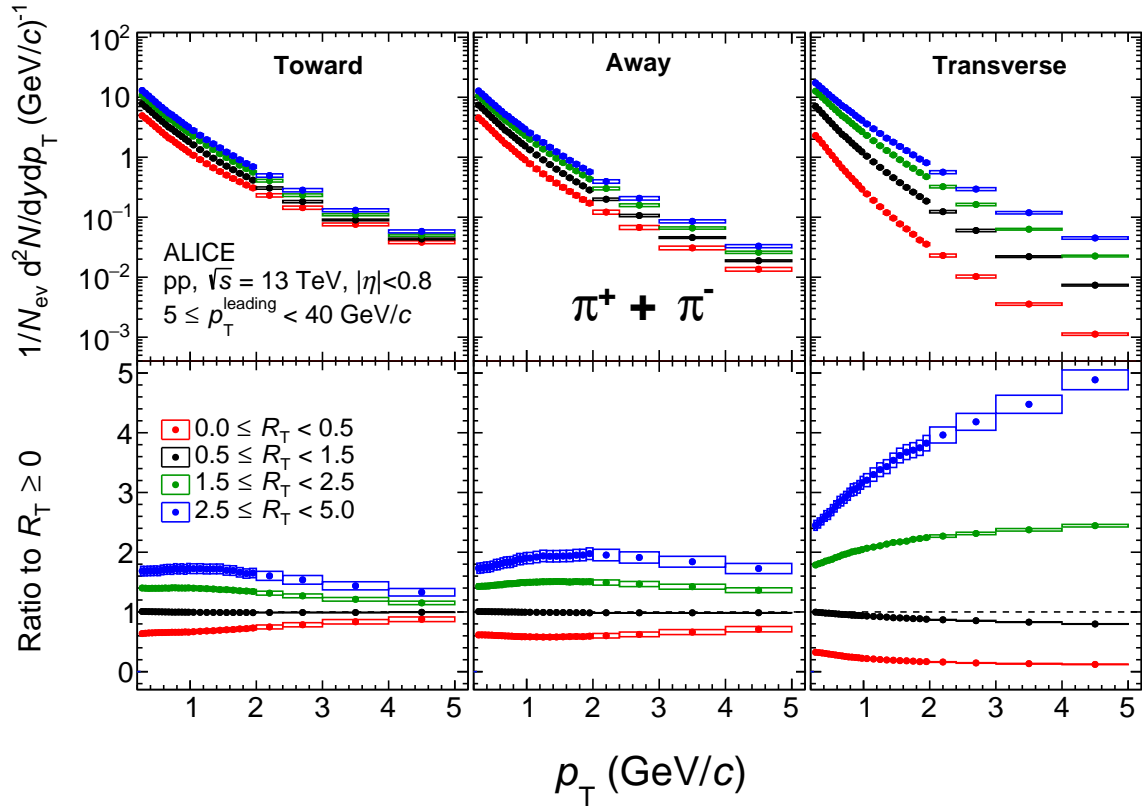 1/N_ev d²N/dydp_T (GeV/c)⁻¹
10²
10
1
10⁻¹
10⁻²
10⁻³
Toward
Away
Transverse
ALICE
pp, √s = 13 TeV, |η|<0.8
5 ≤ p_T^leading < 40 GeV/c
π⁺ + π⁻
Ratio to R_T ≥ 0
5
4
3
2
1
0
0.0 ≤ R_T < 0.5
0.5 ≤ R_T < 1.5
1.5 ≤ R_T < 2.5
2.5 ≤ R_T < 5.0
1 2 3 4 5
1 2 3 4 5
1 2 3 4 5
p_T (GeV/c)